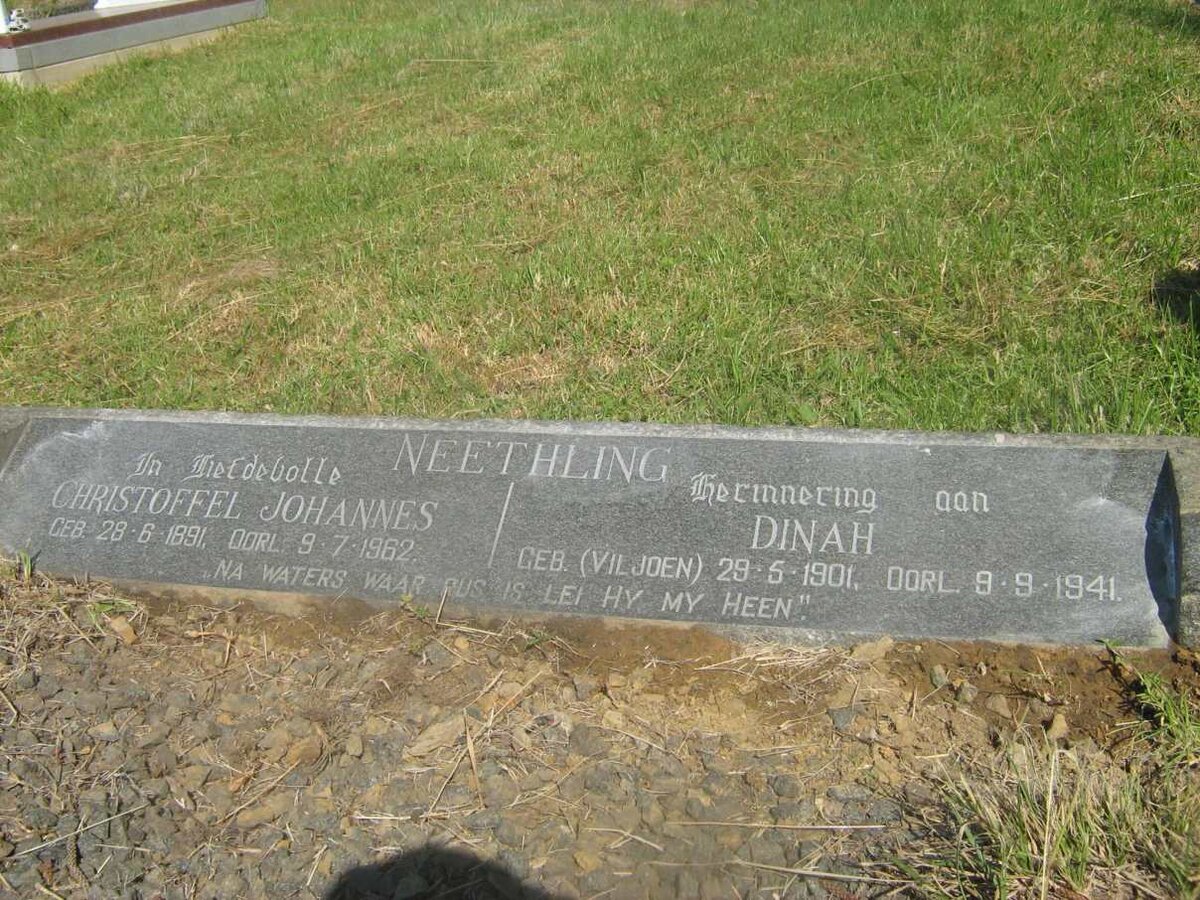 In Liefdevolle Herinnering aan
NEETHLING
CHRISTOFFEL JOHANNES
GEB. 28·6·1891. OORL. 9·7·1962.
DINAH
GEB. (VILJOEN) 29·5·1901. OORL. 9·9·1941.
„NA WATERS WAAR RUS IS LEI HY MY HEEN".